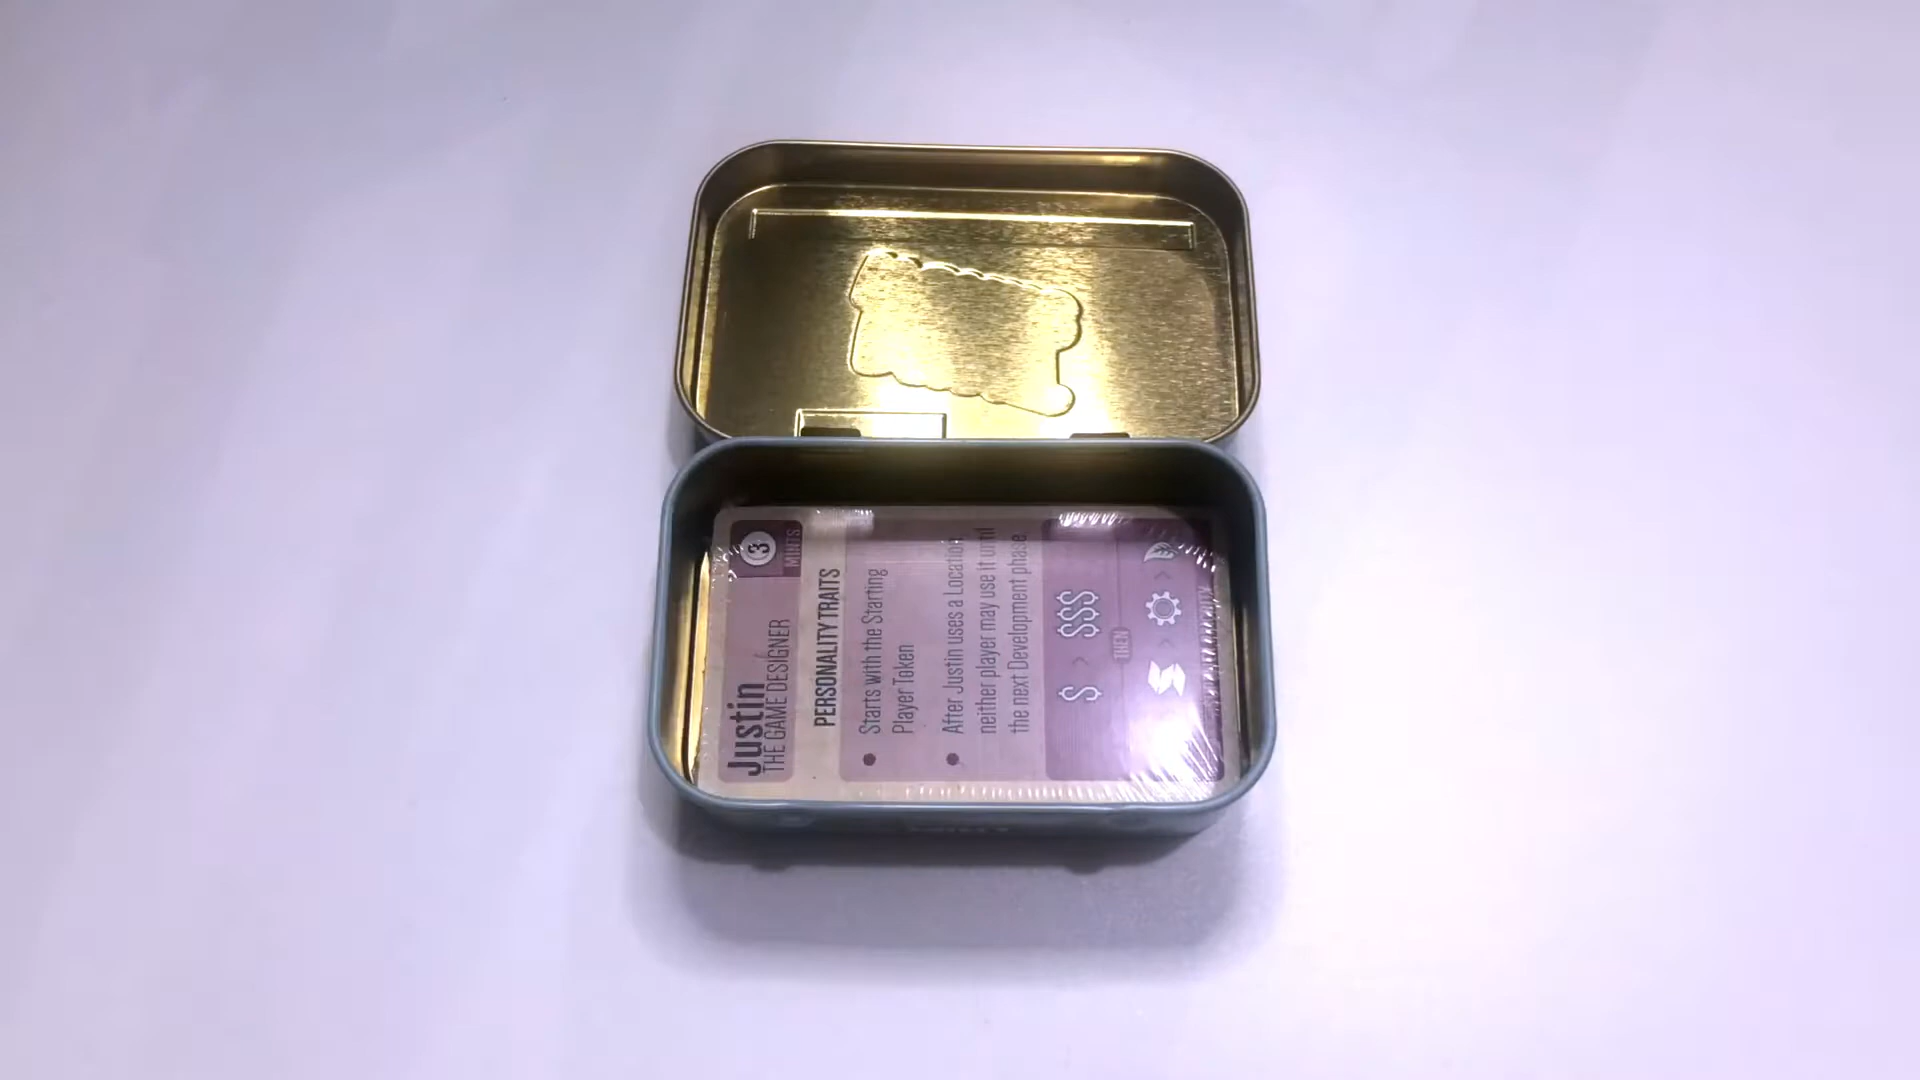 Justin
THE GAME DESIGNER
3
MINTS
PERSONALITY TRAITS
● Starts with the Starting
Player Token
● After Justin uses a Location
neither player may use it until
the next Development phase
$ > $$$
THEN